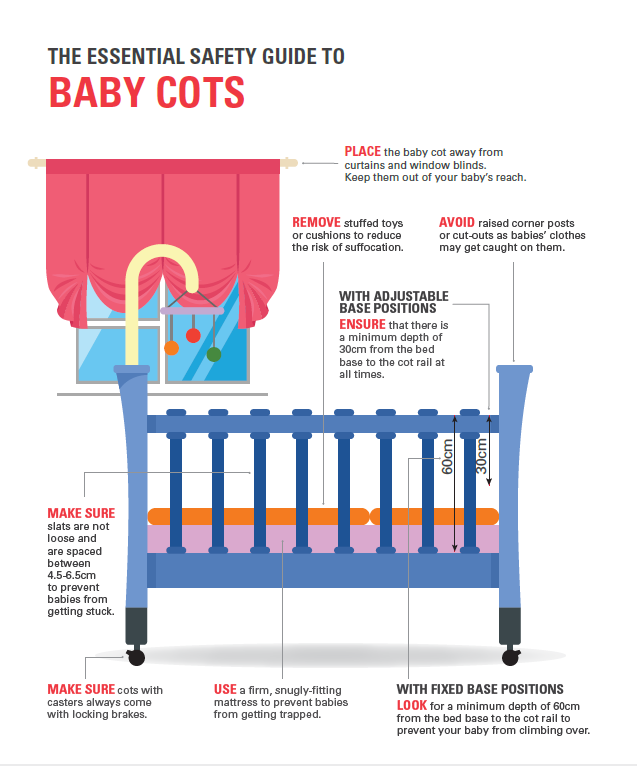 THE ESSENTIAL SAFETY GUIDE TO
BABY COTS
PLACE the baby cot away from
curtains and window blinds.
Keep them out of your baby's reach.
REMOVE stuffed toys
or cushions to reduce
the risk of suffocation.
AVOID raised corner posts
or cut-outs as babies' clothes
may get caught on them.
WITH ADJUSTABLE
BASE POSITIONS
ENSURE that there is
a minimum depth of
30cm from the bed
base to the cot rail at
all times.
60cm
30cm
MAKE SURE
slats are not
loose and
are spaced
between
4.5-6.5cm
to prevent
babies from
getting stuck.
MAKE SURE cots with
casters always come
with locking brakes.
USE a firm, snugly-fitting
mattress to prevent babies
from getting trapped.
WITH FIXED BASE POSITIONS
LOOK for a minimum depth of 60cm
from the bed base to the cot rail to
prevent your baby from climbing over.